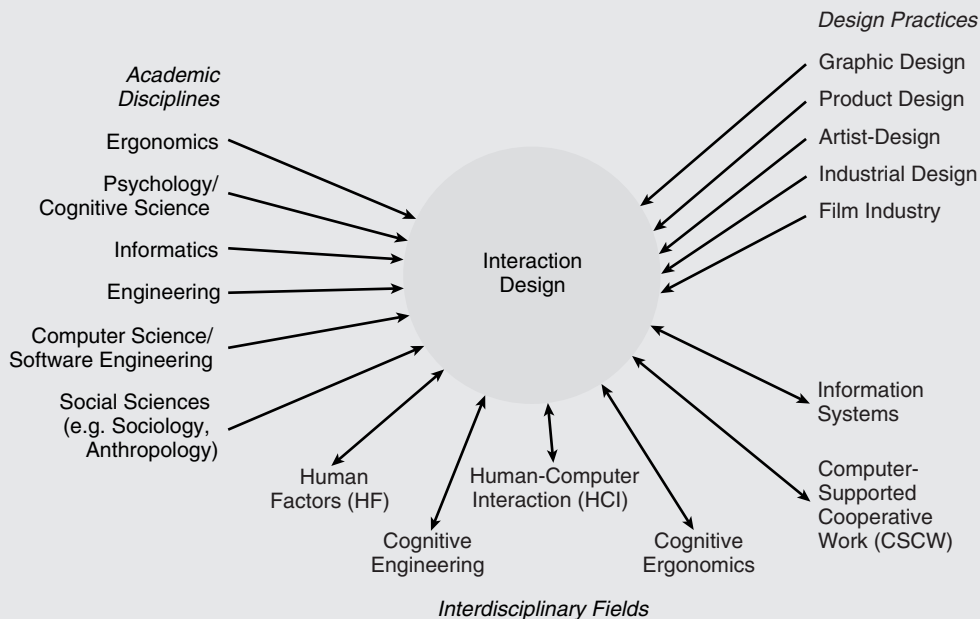 Academic
Disciplines
Ergonomics
Psychology/
Cognitive Science
Informatics
Engineering
Computer Science/
Software Engineering
Social Sciences
(e.g. Sociology,
Anthropology)
Interaction
Design
Design Practices
Graphic Design
Product Design
Artist-Design
Industrial Design
Film Industry
Human
Factors (HF)
Cognitive
Engineering
Human-Computer
Interaction (HCI)
Cognitive
Ergonomics
Information
Systems
Computer-
Supported
Cooperative
Work (CSCW)
Interdisciplinary Fields